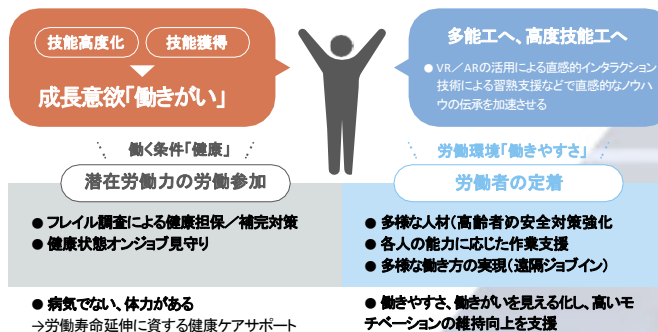 技能高度化
技能獲得
成長意欲「働きがい」
多能工へ、高度技能工へ
● VR／ARの活用による直感的インタラクション
技術による習熟支援などで直感的なノウハ
ウの伝承を加速させる
働く条件「健康」
潜在労働力の労働参加
● フレイル調査による健康担保／補完対策
● 健康状態オンジョブ見守り
● 病気でない、体力がある
→労働寿命延伸に資する健康ケアサポート
労働環境「働きやすさ」
労働者の定着
● 多様な人材（高齢者）の安全対策強化
● 各人の能力に応じた作業支援
● 多様な働き方の実現（遠隔ジョブイン）
● 働きやすさ、働きがいを見える化し、高いモ
チベーションの維持向上を支援